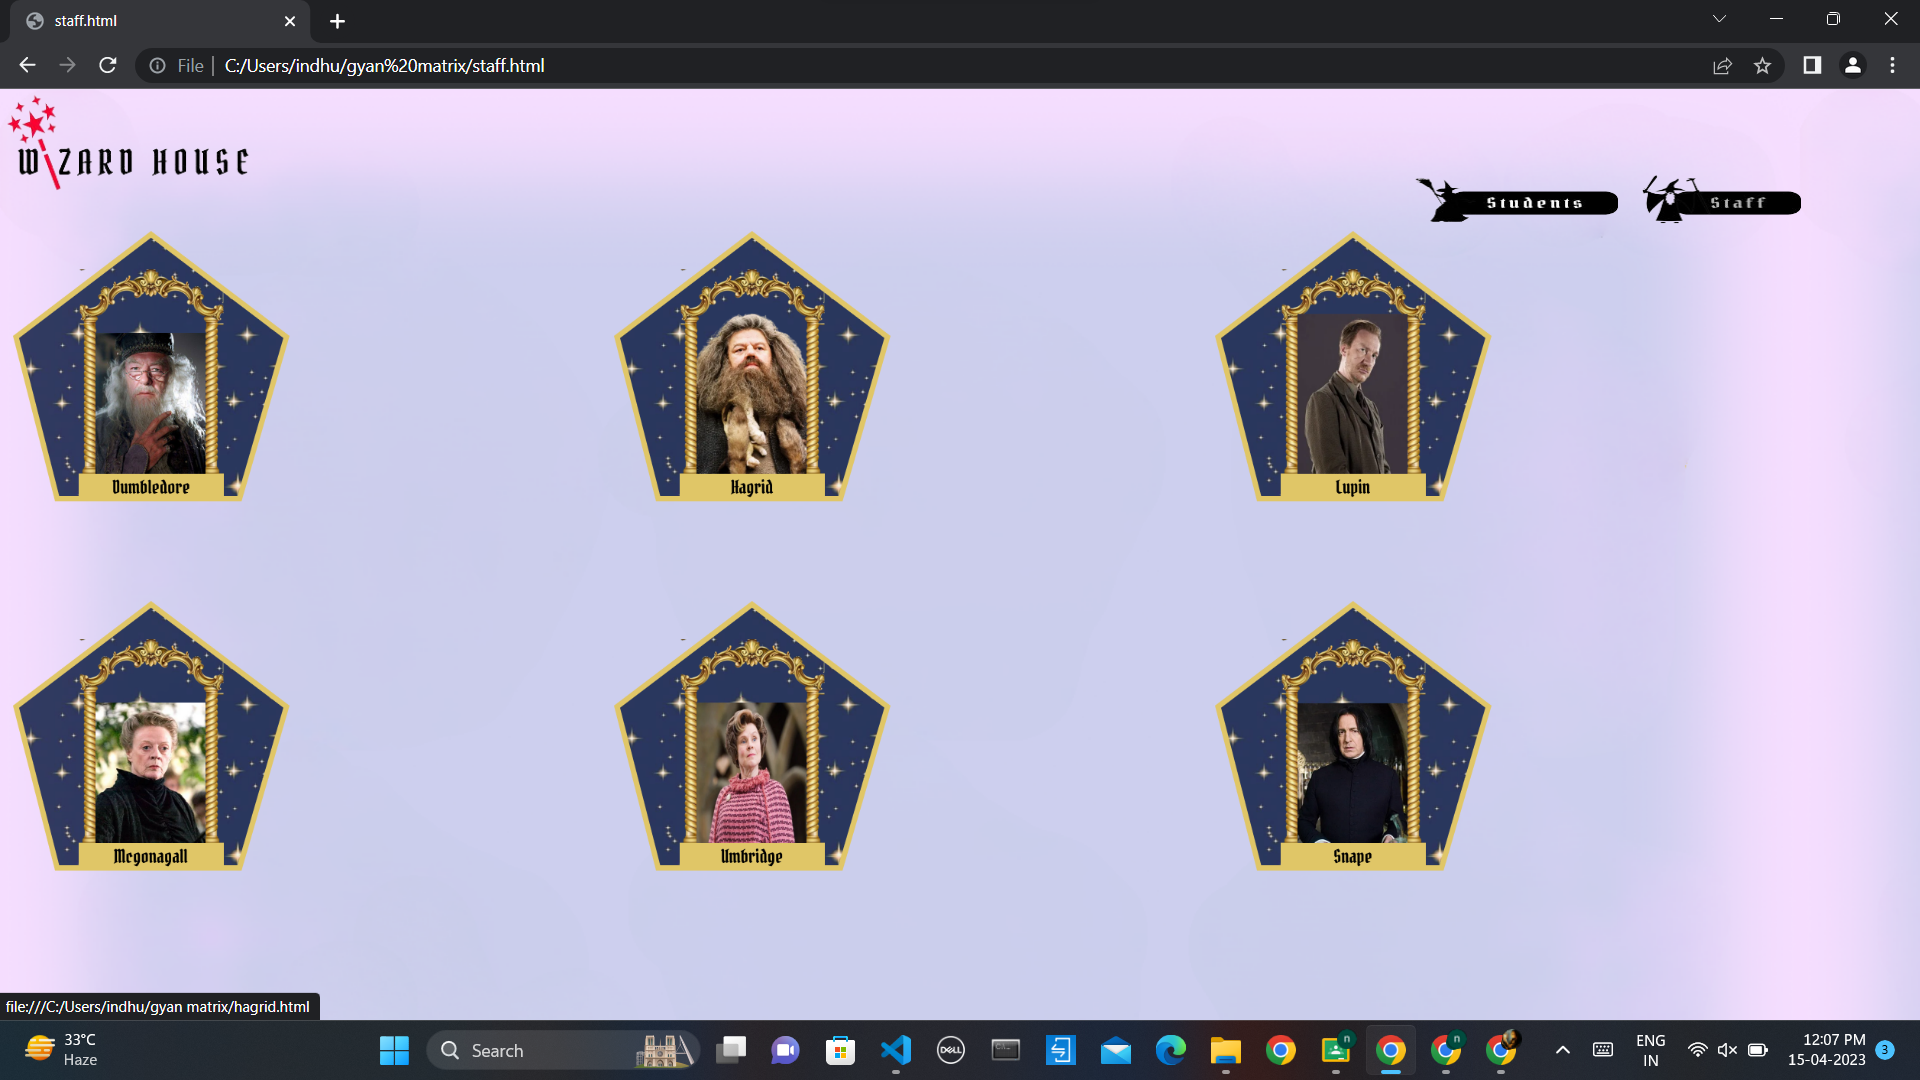 staff.html
File
C:/Users/indhu/gyan%20matrix/staff.html
WIZARD HOUSE
Students
Staff
Dumbledore
Hagrid
Lupin
Mcgonagall
Umbridge
Snape
file:///C:/Users/indhu/gyan matrix/hagrid.html
33°C
Haze
Search
DELL
n
n
ENG
IN
12:07 PM
15-04-2023
3